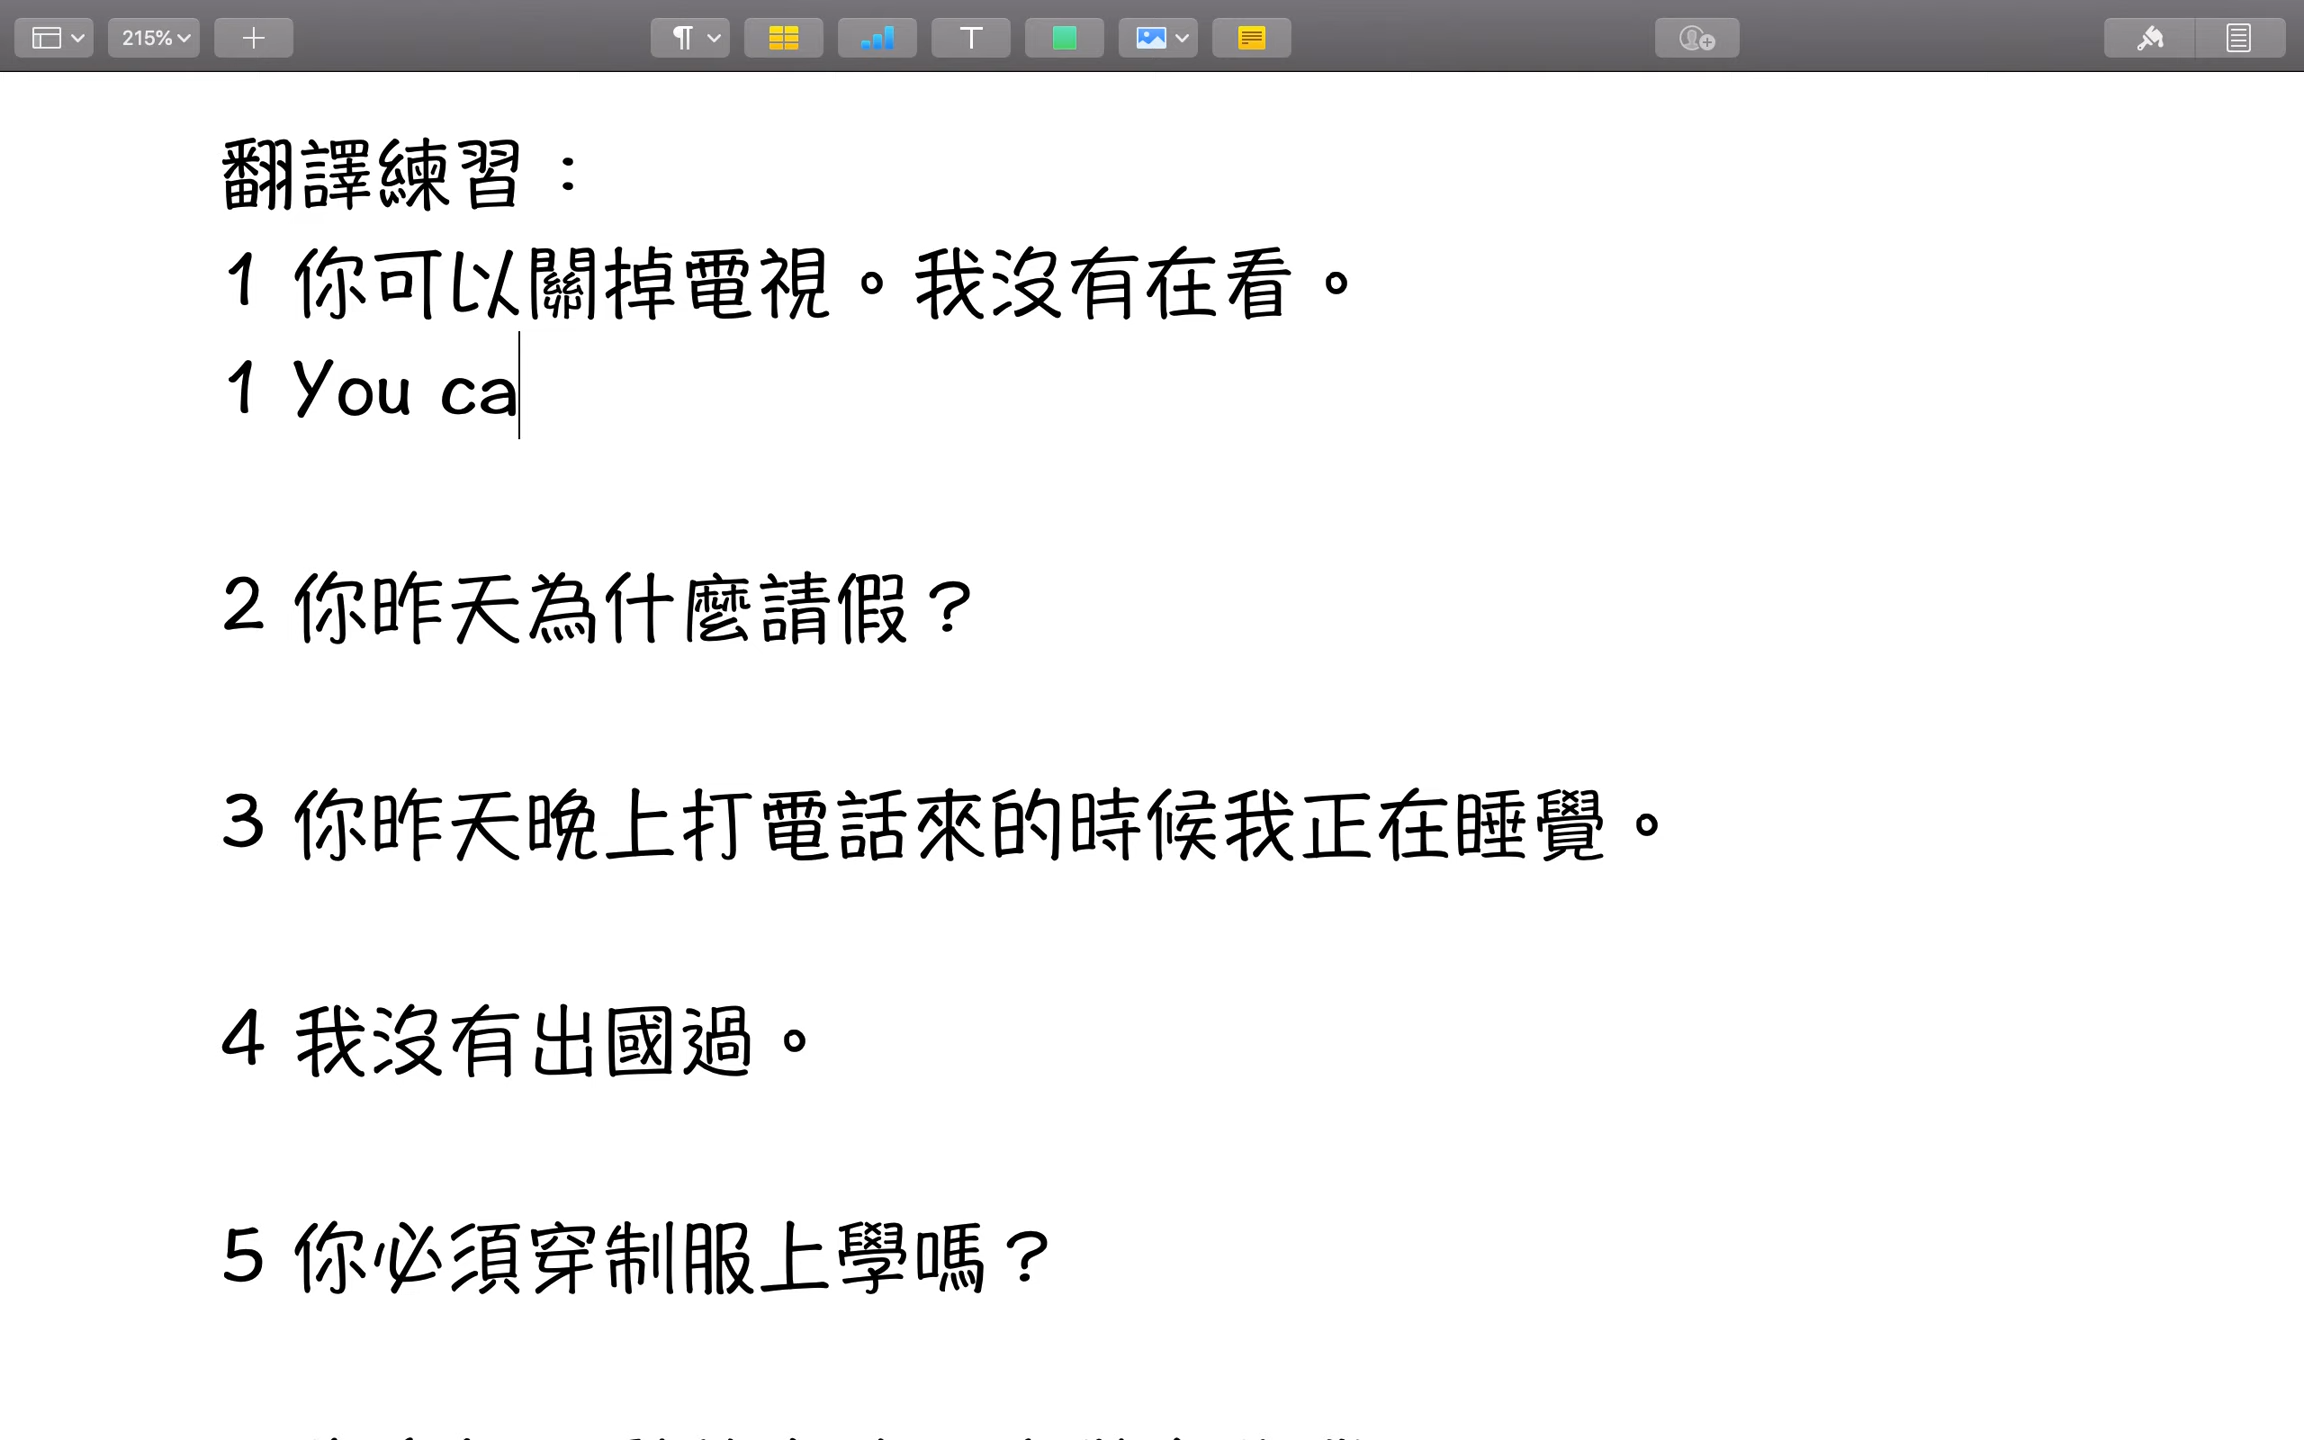 215%
翻譯練習：
1 你可以關掉電視。我沒有在看。
1 You ca
2 你昨天為什麼請假？
3 你昨天晚上打電話來的時候我正在睡覺。
4 我沒有出國過。
5 你必須穿制服上學嗎？